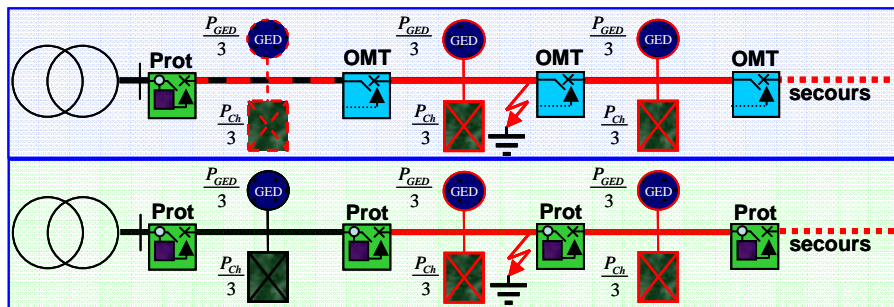 P_GED/3 GED P_GED/3 GED P_GED/3 GED
Prot OMT OMT OMT
secours
P_Ch/3 P_Ch/3 P_Ch/3
P_GED/3 GED P_GED/3 GED P_GED/3 GED
Prot Prot Prot Prot
secours
P_Ch/3 P_Ch/3 P_Ch/3